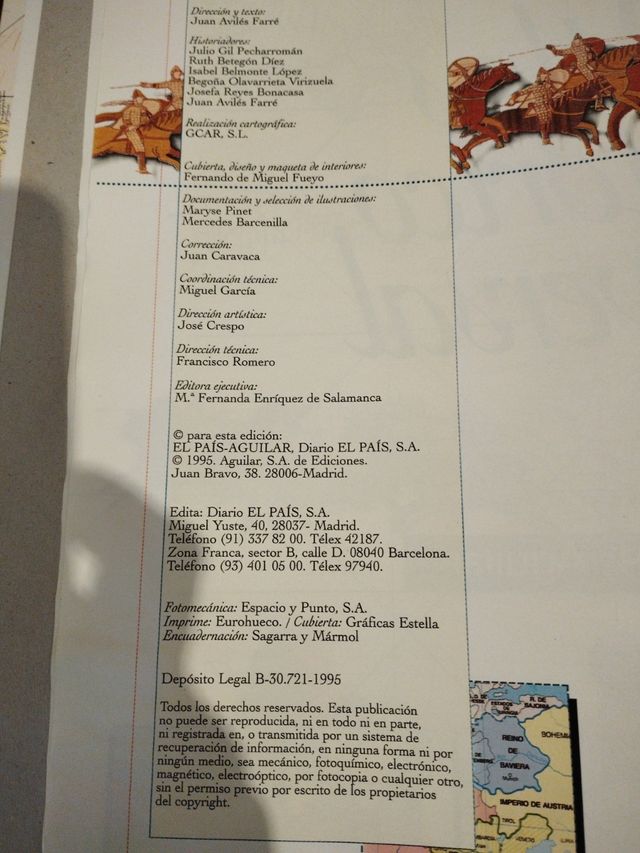 Dirección y texto:
Juan Avilés Farré
Historiadores:
Julio Gil Pecharromán
Ruth Betegón Díez
Isabel Belmonte López
Begoña Olavarrieta Virizuela
Josefa Reyes Bonacasa
Juan Avilés Farré
Realización cartográfica:
GCAR, S.L.
Cubierta, diseño y maqueta de interiores:
Fernando de Miguel Fueyo
Documentación y selección de ilustraciones:
Maryse Pinet
Mercedes Barcenilla
Corrección:
Juan Caravaca
Coordinación técnica:
Miguel García
Dirección artística:
José Crespo
Dirección técnica:
Francisco Romero
Editora ejecutiva:
M.ª Fernanda Enríquez de Salamanca
© para esta edición:
EL PAÍS-AGUILAR, Diario EL PAÍS, S.A.
© 1995. Aguilar, S.A. de Ediciones.
Juan Bravo, 38. 28006-Madrid.
Edita: Diario EL PAÍS, S.A.
Miguel Yuste, 40, 28037- Madrid.
Teléfono (91) 337 82 00. Télex 42187.
Zona Franca, sector B, calle D. 08040 Barcelona.
Teléfono (93) 401 05 00. Télex 97940.
Fotomecánica: Espacio y Punto, S.A.
Imprime: Eurohueco. / Cubierta: Gráficas Estella
Encuadernación: Sagarra y Mármol
Depósito Legal B-30.721-1995
Todos los derechos reservados. Esta publicación
no puede ser reproducida, ni en todo ni en parte,
ni registrada en, o transmitida por un sistema de
recuperación de información, en ninguna forma ni por
ningún medio, sea mecánico, fotoquímico, electrónico,
magnético, electroóptico, por fotocopia o cualquier otro,
sin el permiso previo por escrito de los propietarios
del copyright.
R. DE
SAJONIA
BOHEMIA
REINO
DE
BAVIERA
IMPERIO DE AUSTRIA
TIROL
VENECIA